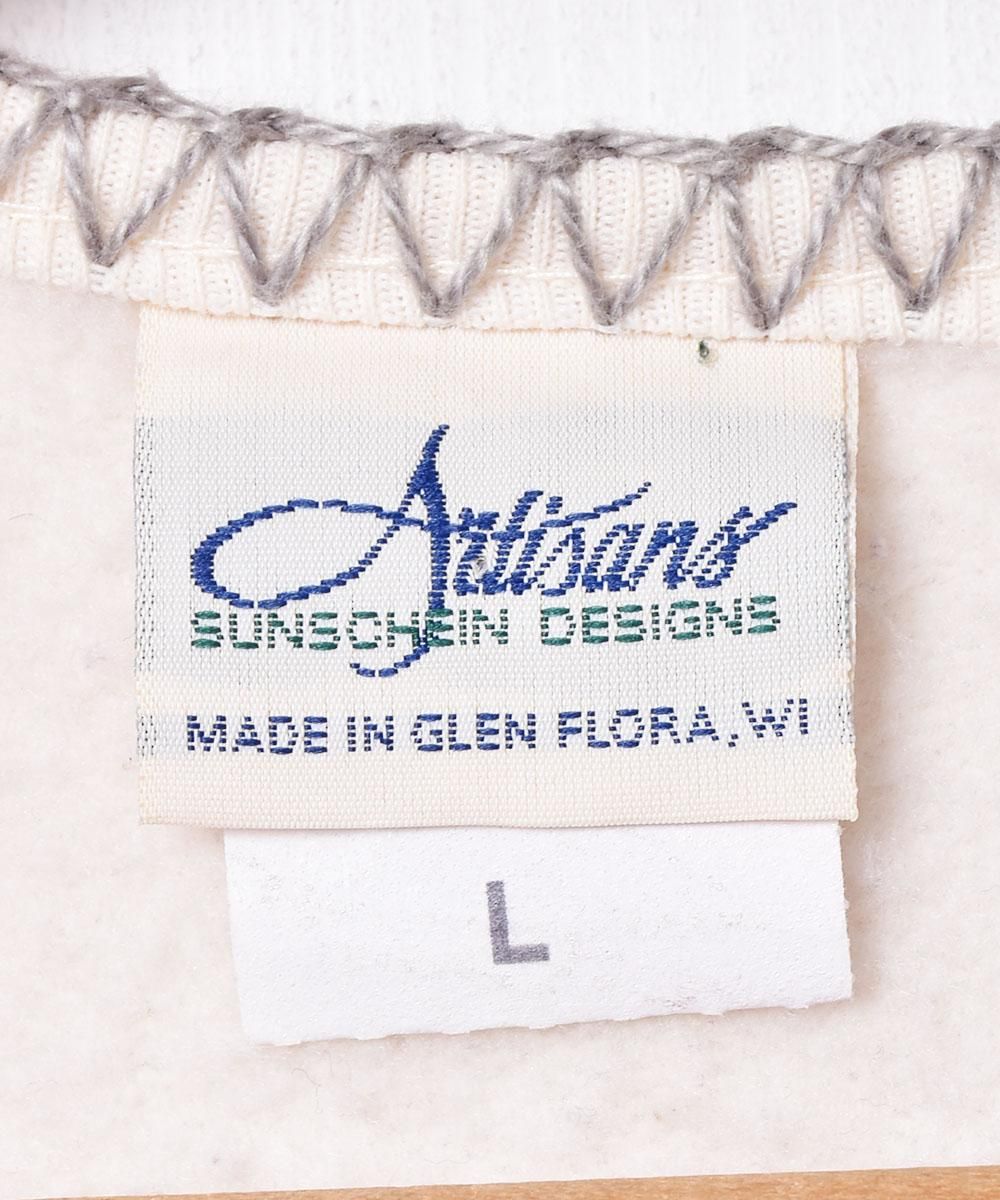 Artisans
SUNSCHEIN DESIGNS
MADE IN GLEN FLORA, WI
L